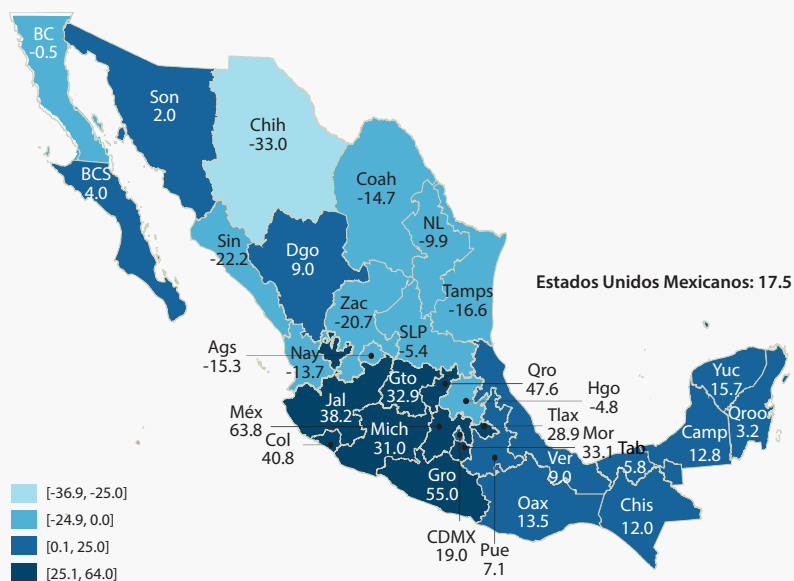 BC
-0.5
Son
2.0
Chih
-33.0
BCS
4.0
Coah
-14.7
NL
-9.9
Sin
-22.2
Dgo
9.0
Estados Unidos Mexicanos: 17.5
Tamps
-16.6
Zac
-20.7
SLP
-5.4
Ags
-15.3
Nay
-13.7
Qro
47.6
Yuc
15.7
Gto
32.9
Hgo
-4.8
Jal
38.2
Méx
63.8
Tlax
28.9
Qroo
3.2
Mich
31.0
Mor
33.1
Camp
12.8
Col
40.8
Ver
9.0
Tab
5.8
Gro
55.0
Oax
13.5
Chis
12.0
CDMX
19.0
Pue
7.1
[-36.9, -25.0]
[-24.9, 0.0]
[0.1, 25.0]
[25.1, 64.0]